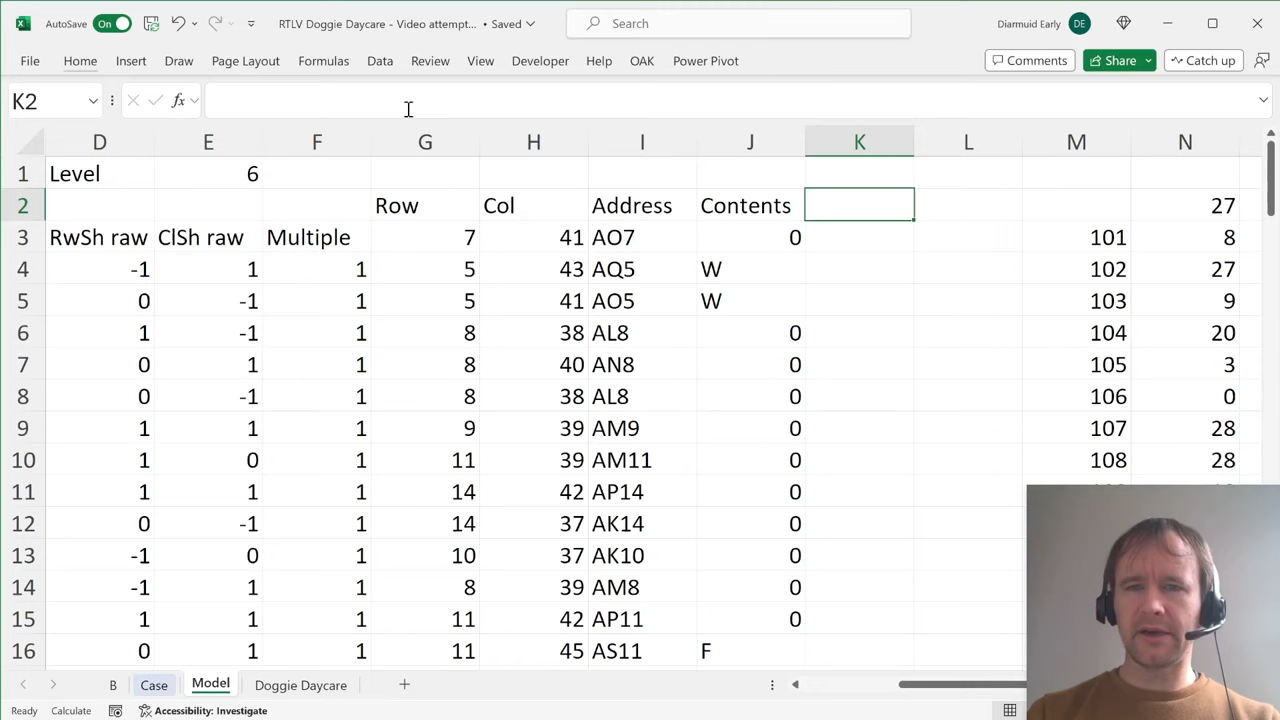 AutoSave On RTLV Doggie Daycare - Video attempt... • Saved Search Diarmuid Early DE
File Home Insert Draw Page Layout Formulas Data Review View Developer Help OAK Power Pivot Comments Share Catch up
K2 fx
D E F G H I J K L M N
1 Level 6
2 Row Col Address Contents 27
3 RwSh raw ClSh raw Multiple 7 41 AO7 0 101 8
4 -1 1 1 5 43 AQ5 W 102 27
5 0 -1 1 5 41 AO5 W 103 9
6 1 -1 1 8 38 AL8 0 104 20
7 0 1 1 8 40 AN8 0 105 3
8 0 -1 1 8 38 AL8 0 106 0
9 1 1 1 9 39 AM9 0 107 28
10 1 0 1 11 39 AM11 0 108 28
11 1 1 1 14 42 AP14 0
12 0 -1 1 14 37 AK14 0
13 -1 0 1 10 37 AK10 0
14 -1 1 1 8 39 AM8 0
15 1 1 1 11 42 AP11 0
16 0 1 1 11 45 AS11 F
B Case Model Doggie Daycare
Ready Calculate Accessibility: Investigate